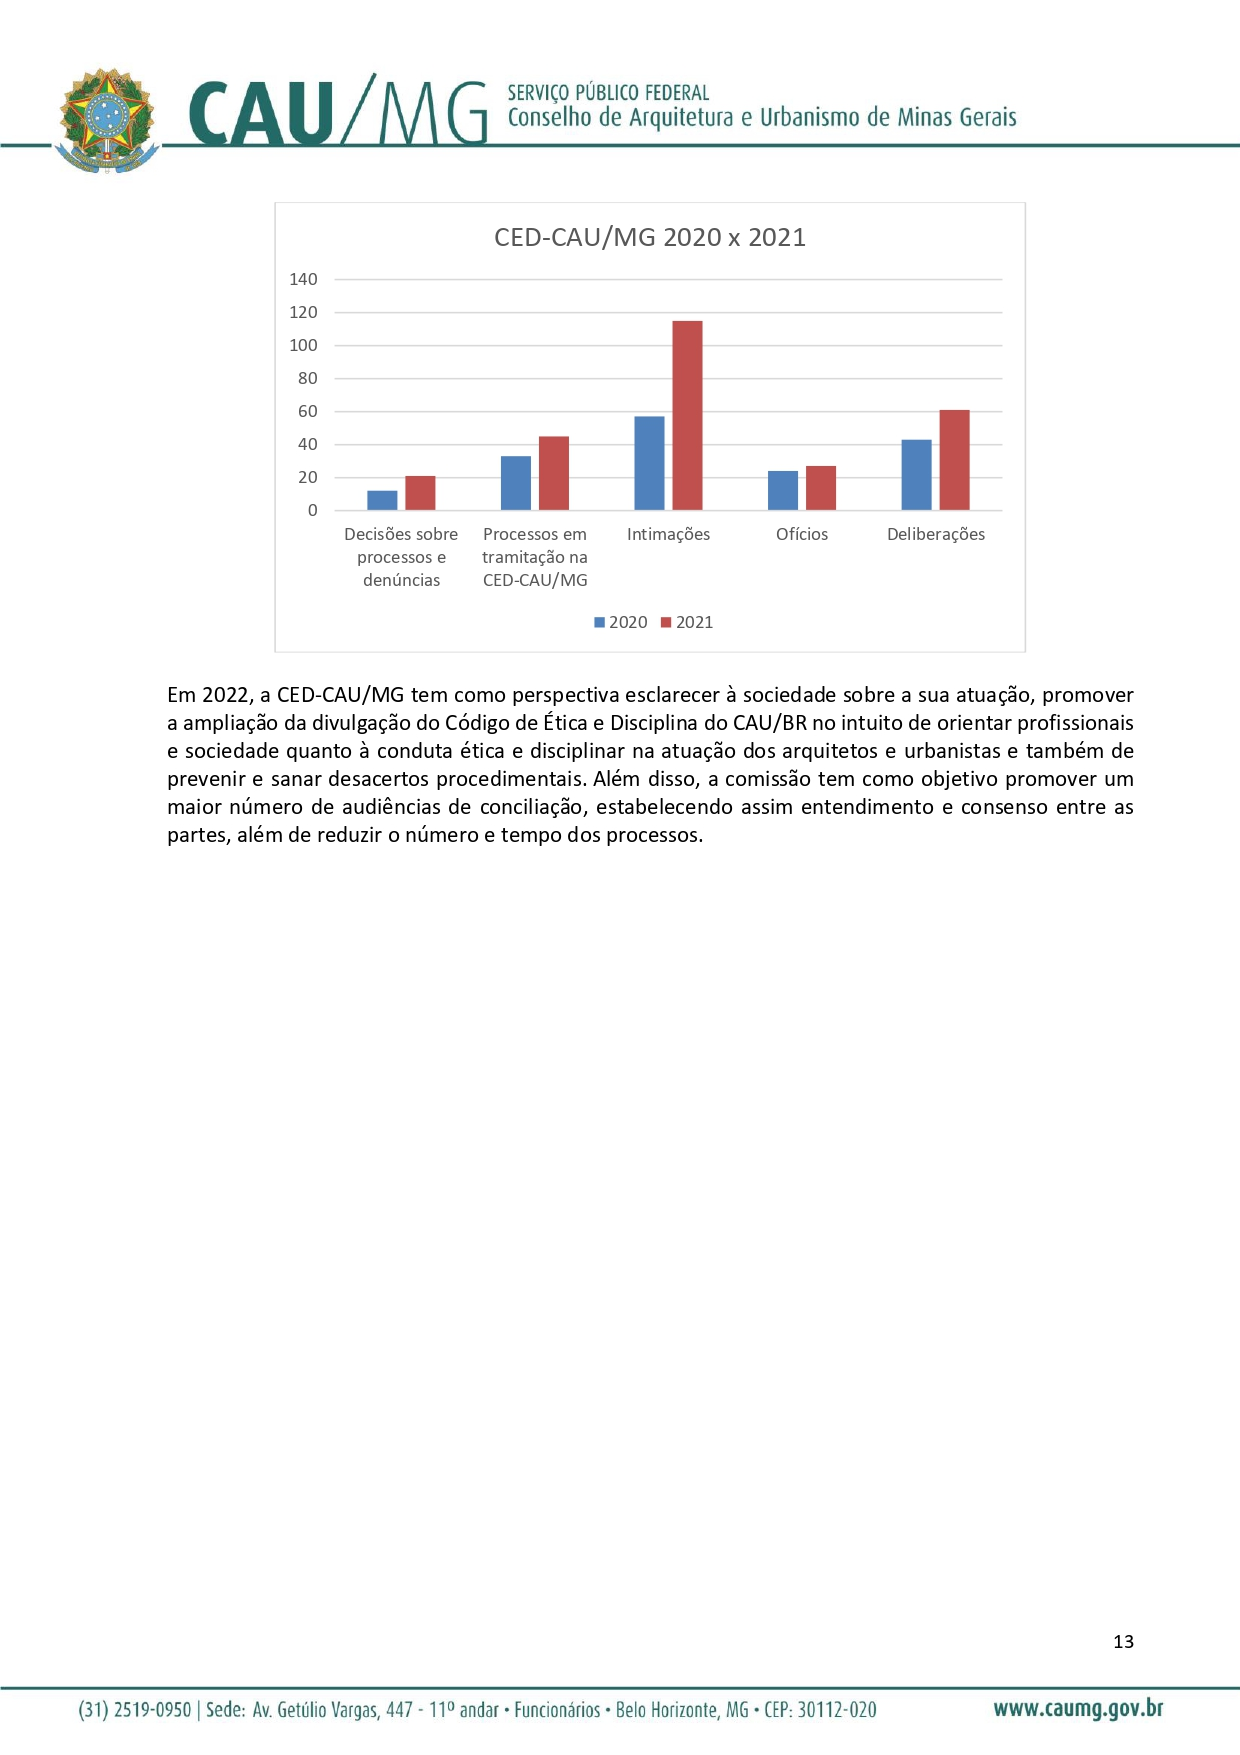 CAU/MG
SERVIÇO PÚBLICO FEDERAL
Conselho de Arquitetura e Urbanismo de Minas Gerais
CED-CAU/MG 2020 x 2021
140
120
100
80
60
40
20
0
Decisões sobre processos e denúncias
Processos em tramitação na CED-CAU/MG
Intimações
Ofícios
Deliberações
2020 2021
Em 2022, a CED-CAU/MG tem como perspectiva esclarecer à sociedade sobre a sua atuação, promover
a ampliação da divulgação do Código de Ética e Disciplina do CAU/BR no intuito de orientar profissionais
e sociedade quanto à conduta ética e disciplinar na atuação dos arquitetos e urbanistas e também de
prevenir e sanar desacertos procedimentais. Além disso, a comissão tem como objetivo promover um
maior número de audiências de conciliação, estabelecendo assim entendimento e consenso entre as
partes, além de reduzir o número e tempo dos processos.
13
(31) 2519-0950 | Sede: Av. Getúlio Vargas, 447 - 11º andar • Funcionários • Belo Horizonte, MG • CEP: 30112-020
www.caumg.gov.br